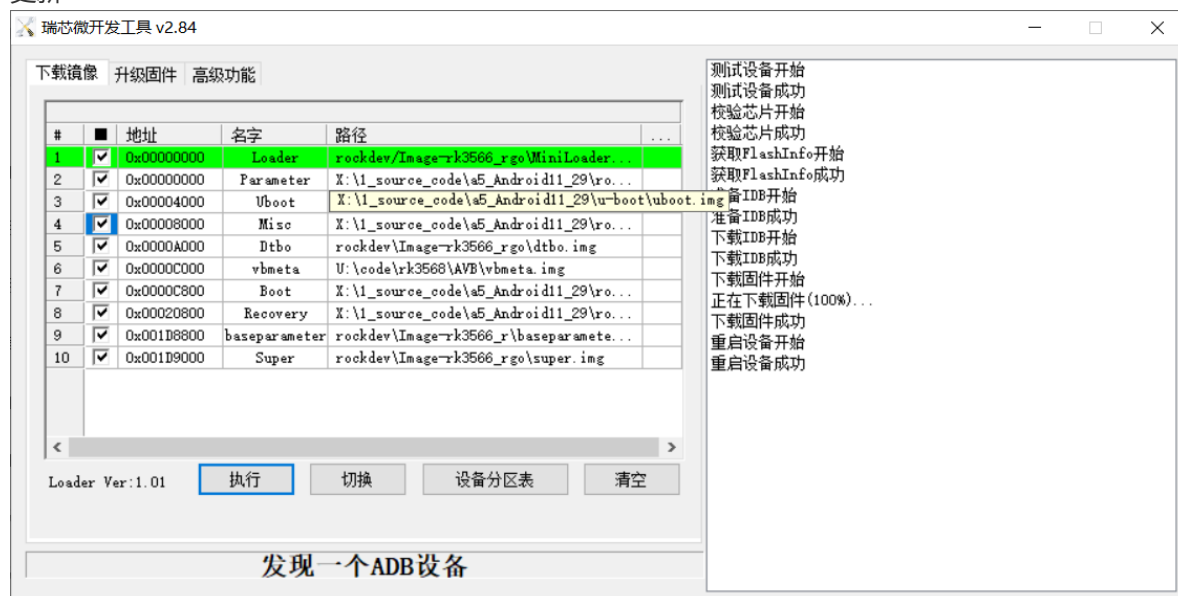 瑞芯微开发工具 v2.84
下载镜像 升级固件 高级功能
# 地址 名字 路径 ...
1 0x00000000 Loader rockdev/Image-rk3566_rgo\MiniLoader...
2 0x00000000 Parameter X:\1_source_code\a5_Android11_29\ro...
3 0x00004000 Uboot X:\1_source_code\a5_Android11_29\u-boot\uboot.img
4 0x00008000 Misc X:\1_source_code\a5_Android11_29\ro...
5 0x0000A000 Dtbo rockdev\Image-rk3566_rgo\dtbo.img
6 0x0000C000 vbmeta U:\code\rk3568\AVB\vbmeta.img
7 0x0000C800 Boot X:\1_source_code\a5_Android11_29\ro...
8 0x00020800 Recovery X:\1_source_code\a5_Android11_29\ro...
9 0x001D8800 baseparameter rockdev\Image-rk3566_r\baseparamete...
10 0x001D9000 Super rockdev\Image-rk3566_rgo\super.img
Loader Ver:1.01 执行 切换 设备分区表 清空
发现一个ADB设备
测试设备开始
测试设备成功
校验芯片开始
校验芯片成功
获取FlashInfo开始
获取FlashInfo成功
备IDB开始
准备IDB成功
下载IDB开始
下载IDB成功
下载固件开始
正在下载固件(100%)...
下载固件成功
重启设备开始
重启设备成功